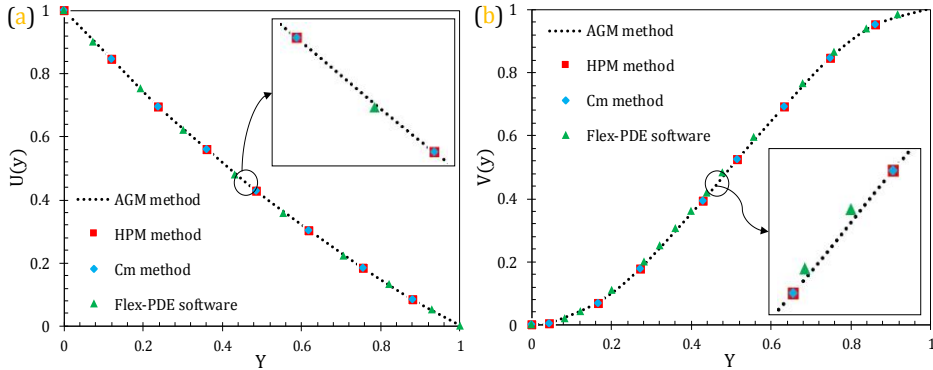 (a)
1
0.8
0.6
0.4
0.2
0
U(y)
AGM method
HPM method
Cm method
Flex-PDE software
0 0.2 0.4 0.6 0.8 1
Y
(b)
1
0.8
0.6
0.4
0.2
0
V(y)
AGM method
HPM method
Cm method
Flex-PDE software
0 0.2 0.4 0.6 0.8 1
Y